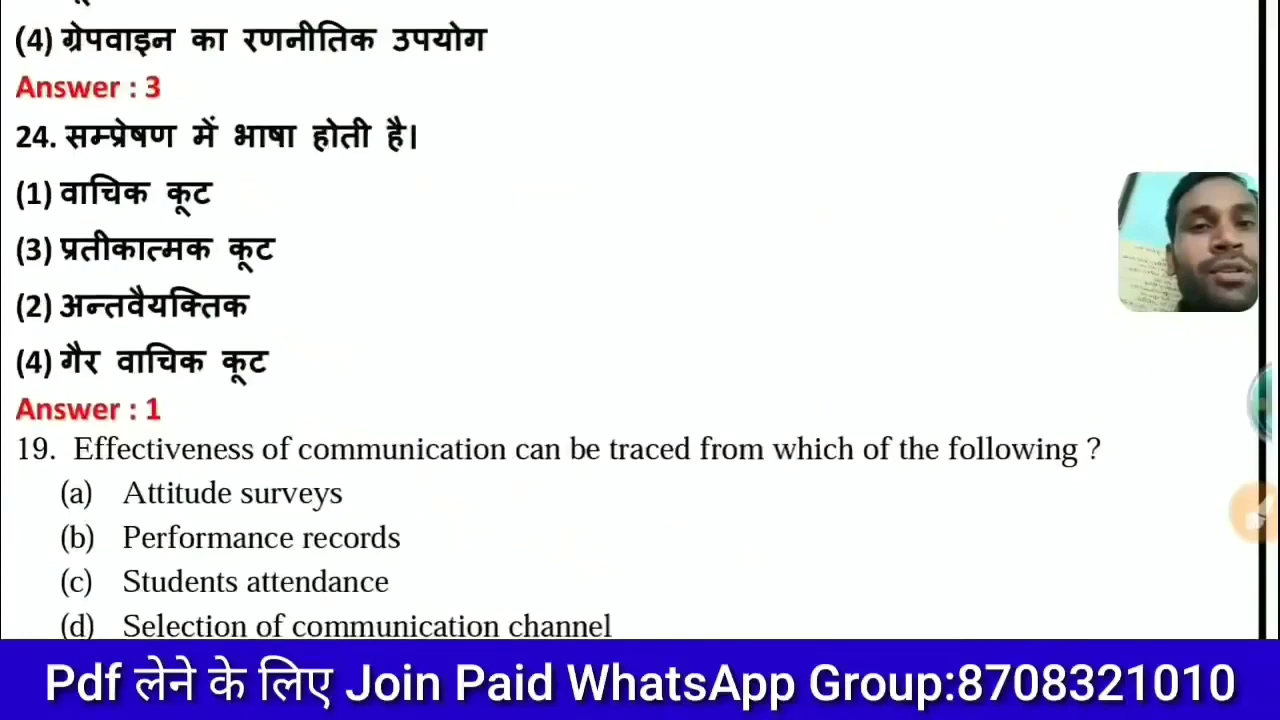 (4) ग्रेपवाइन का रणनीतिक उपयोग
Answer : 3
24. सम्प्रेषण में भाषा होती है।
(1) वाचिक कूट
(3) प्रतीकात्मक कूट
(2) अन्तवैयक्तिक
(4) गैर वाचिक कूट
Answer : 1
19. Effectiveness of communication can be traced from which of the following ?
(a) Attitude surveys
(b) Performance records
(c) Students attendance
(d) Selection of communication channel
Pdf लेने के लिए Join Paid WhatsApp Group:8708321010